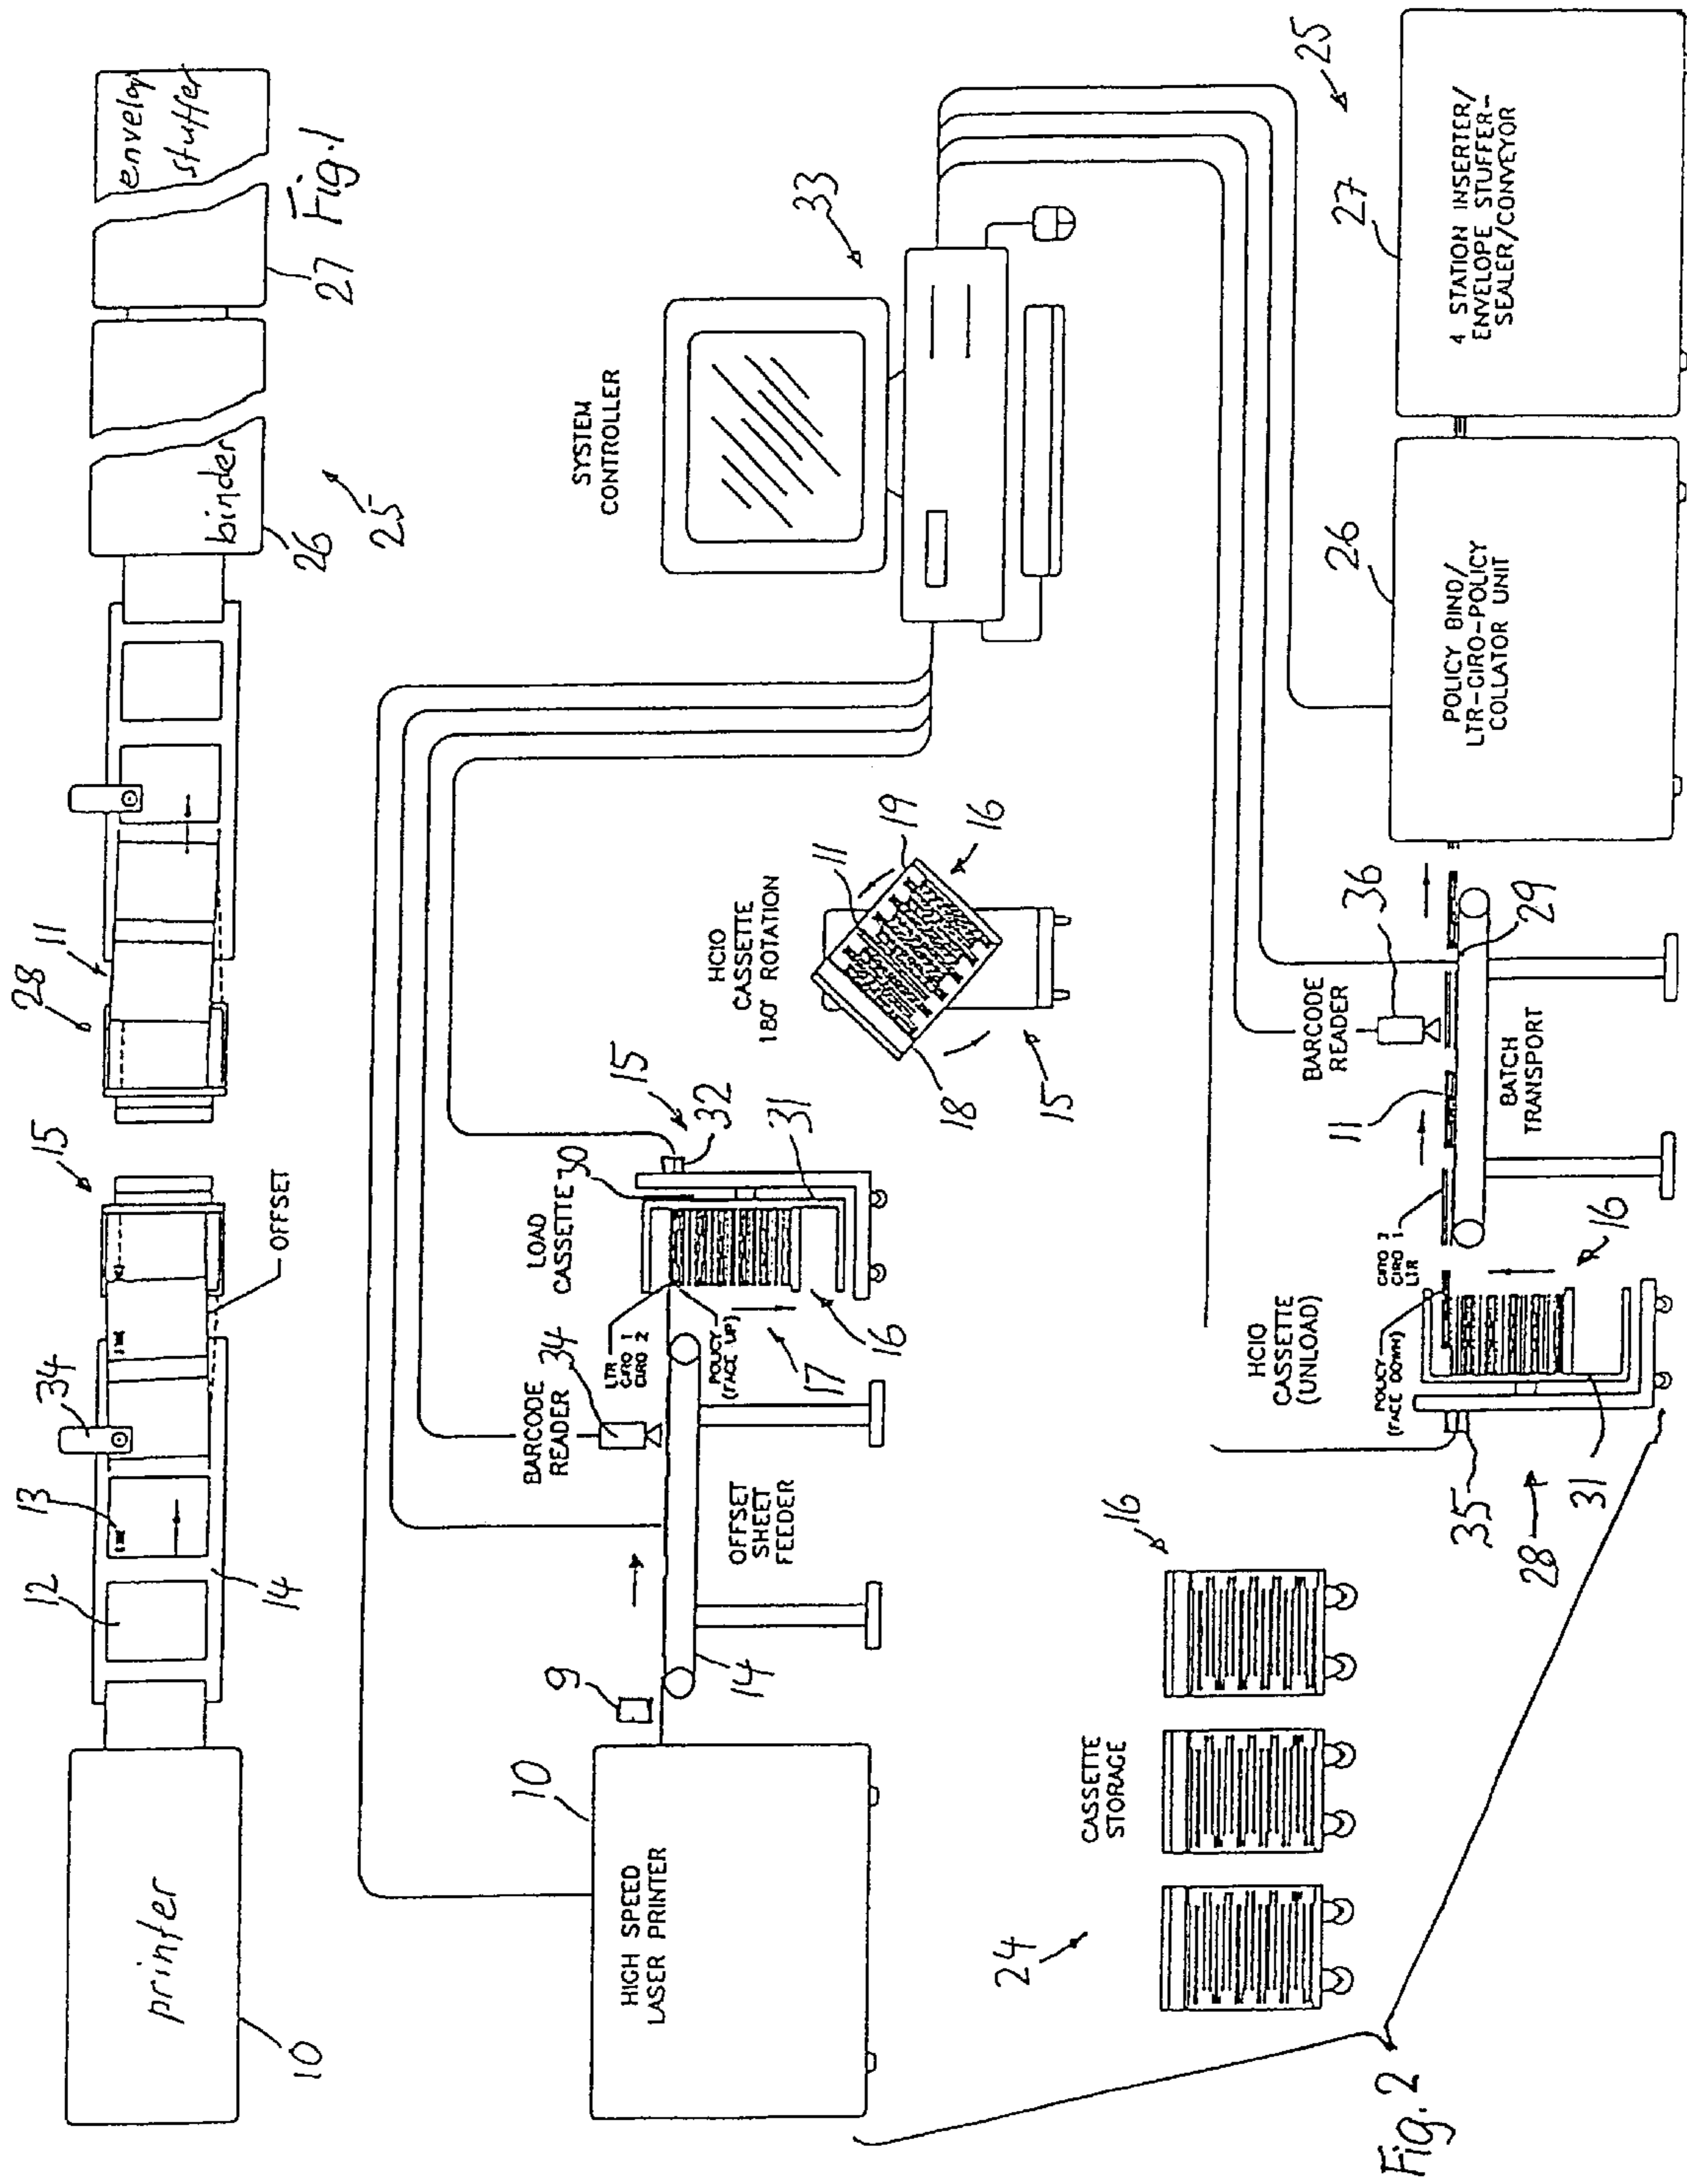 printer
10
12
13
34
14
OFFSET
15
28
11
binder
26
25
27
envelop
stuffer
Fig.1
HIGH SPEED
LASER PRINTER
10
9
14
OFFSET
SHEET
FEEDER
BARCODE
READER
34
LTR
GIRO 1
GIRO 2
POLICY
(FACE UP)
17
16
LOAD
CASSETTE
30
31
32
15
HCIO
CASSETTE
180° ROTATION
11
19
16
18
15
SYSTEM
CONTROLLER
33
24
CASSETTE
STORAGE
16
HCIO
CASSETTE
(UNLOAD)
POLICY
(FACE DOWN)
GIRO 2
GIRO 1
LTR
35
28
31
16
11
BATCH
TRANSPORT
BARCODE
READER
36
29
POLICY BIND/
LTR-GIRO-POLICY
COLLATOR UNIT
26
4 STATION INSERTER/
ENVELOPE STUFFER-
SEALER/CONVEYOR
27
25
Fig. 2